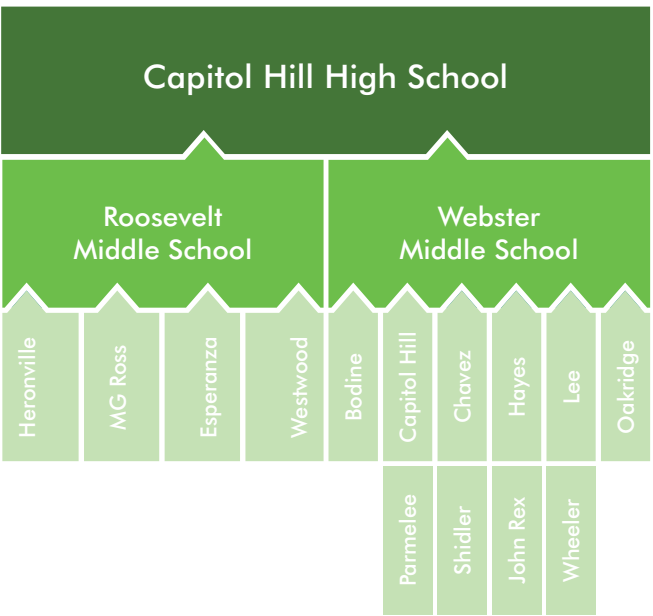 Capitol Hill High School
Roosevelt
Middle School
Webster
Middle School
Heronville
MG Ross
Esperanza
Westwood
Bodine
Capitol Hill
Chavez
Hayes
Lee
Oakridge
Parmelee
Shidler
John Rex
Wheeler